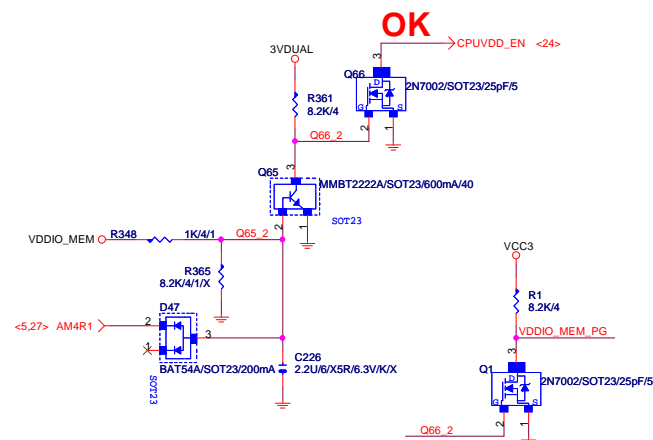 OK
3VDUAL
3
CPUVDD_EN <24>
Q66
D
2N7002/SOT23/25pF/5
G
S
R361
8.2K/4
2
1
Q66_2
3
Q65
MMBT2222A/SOT23/600mA/40
SOT23
2
1
VDDIO_MEM
R348
1K/4/1
Q65_2
VCC3
R365
8.2K/4/1/X
R1
8.2K/4
D47
<5,27> AM4R1
2
3
1
VDDIO_MEM_PG
C226
2.2U/6/X5R/6.3V/K/X
BAT54A/SOT23/200mA
SOT23
3
Q1
D
2N7002/SOT23/25pF/5
G
S
2
1
Q66_2